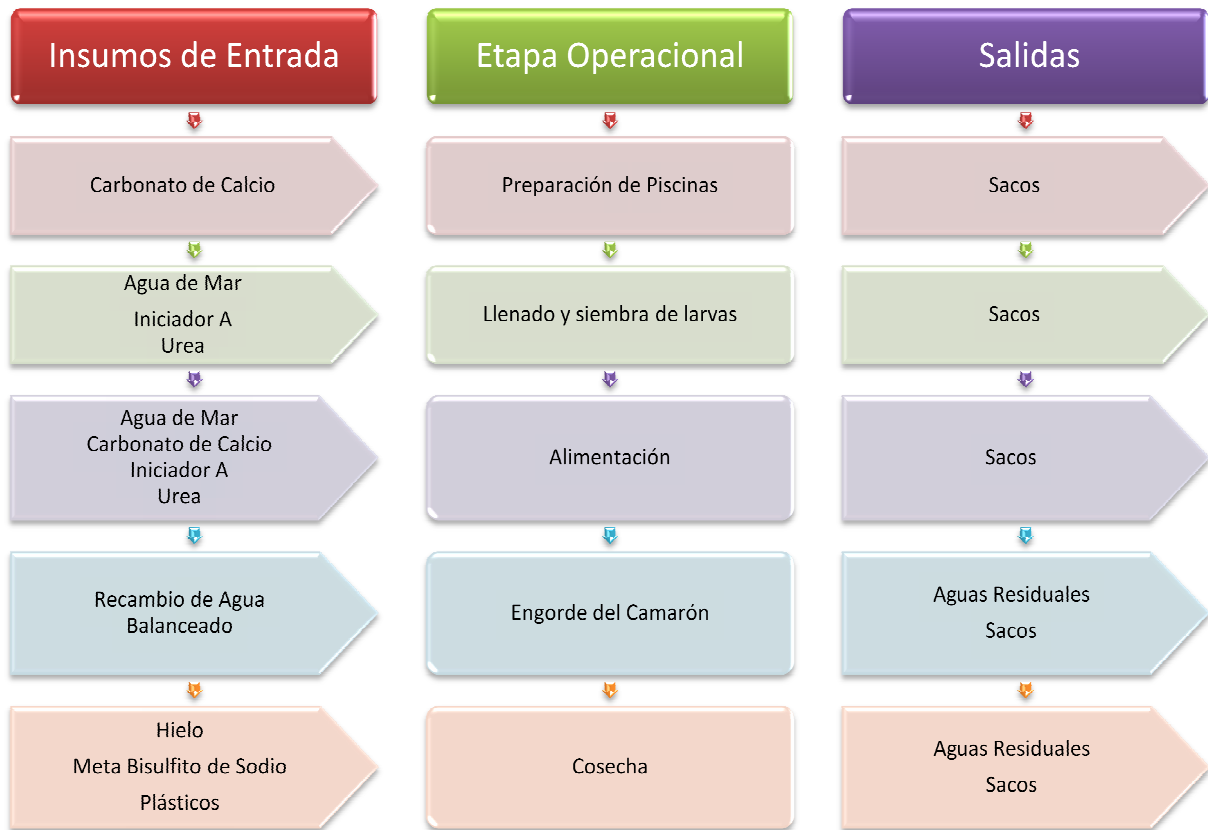 Insumos de Entrada
Etapa Operacional
Salidas
Carbonato de Calcio
Preparación de Piscinas
Sacos
Agua de Mar
Iniciador A
Urea
Llenado y siembra de larvas
Sacos
Agua de Mar
Carbonato de Calcio
Iniciador A
Urea
Alimentación
Sacos
Recambio de Agua
Balanceado
Engorde del Camarón
Aguas Residuales
Sacos
Hielo
Meta Bisulfito de Sodio
Plásticos
Cosecha
Aguas Residuales
Sacos